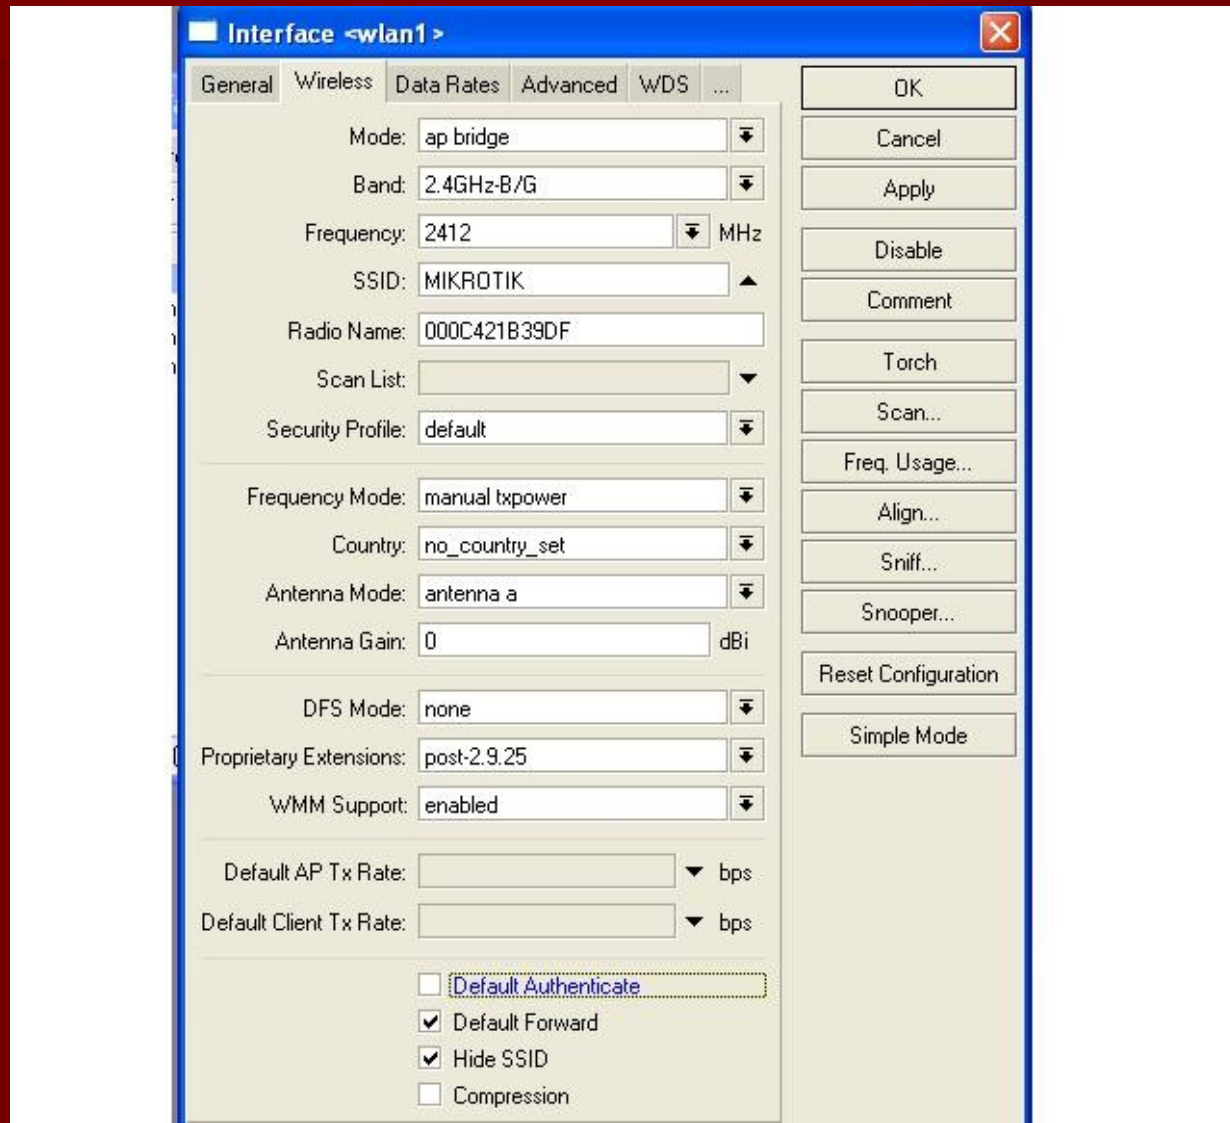 Interface <wlan1>
General Wireless Data Rates Advanced WDS ...
Mode: ap bridge
Band: 2.4GHz-B/G
Frequency: 2412 MHz
SSID: MIKROTIK
Radio Name: 000C421B39DF
Scan List:
Security Profile: default
Frequency Mode: manual txpower
Country: no_country_set
Antenna Mode: antenna a
Antenna Gain: 0 dBi
DFS Mode: none
Proprietary Extensions: post-2.9.25
WMM Support: enabled
Default AP Tx Rate: bps
Default Client Tx Rate: bps
Default Authenticate
Default Forward
Hide SSID
Compression
OK
Cancel
Apply
Disable
Comment
Torch
Scan...
Freq. Usage...
Align...
Sniff...
Snooper...
Reset Configuration
Simple Mode